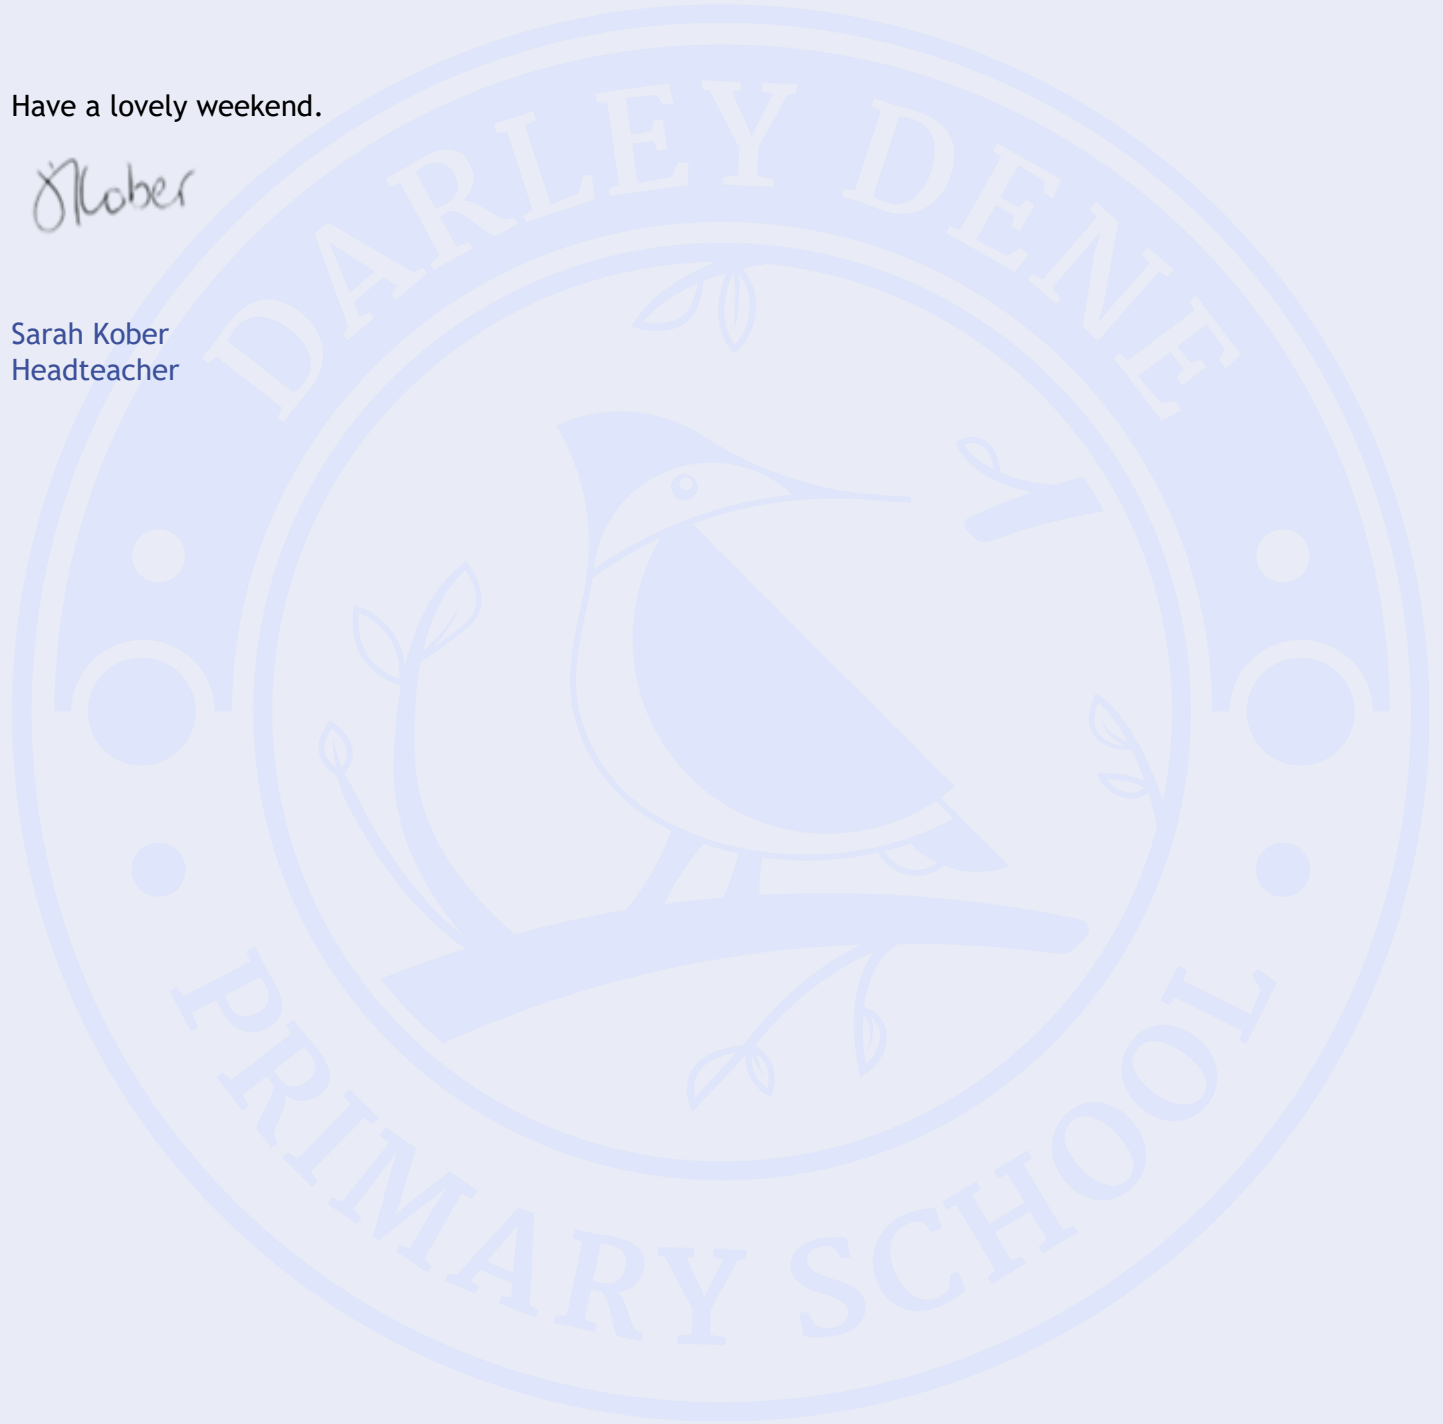 Have a lovely weekend.
SKober
Sarah Kober
Headteacher
DARLEY DENE
PRIMARY SCHOOL